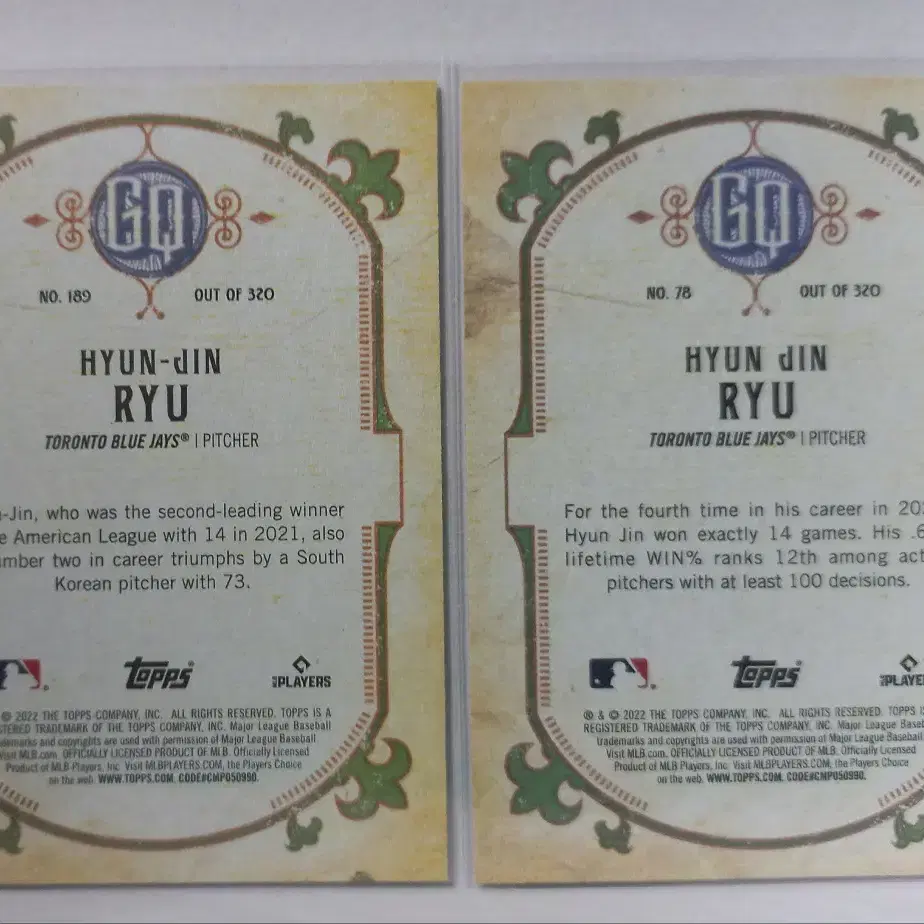 GQ
NO. 189 OUT OF 320
HYUN-JIN
RYU
TORONTO BLUE JAYS® | PITCHER
-Jin, who was the second-leading winner
American League with 14 in 2021, also
two in career triumphs by a South
Korean pitcher with 73.
Topps
PLAYERS
© 2022 THE TOPPS COMPANY, INC. ALL RIGHTS RESERVED. TOPPS IS A
TRADEMARK OF THE TOPPS COMPANY, INC. Major League Baseball
and copyrights are used with permission of Major League Baseball.
Visit MLB.com. OFFICIALLY LICENSED PRODUCT OF MLB. Officially Licensed
Product of MLB Players, Inc. Visit MLBPLAYERS.COM, the Players Choice
on the web. WWW.TOPPS.COM. CODE#CMP050990.
GQ
NO. 78 OUT OF 320
HYUN JIN
RYU
TORONTO BLUE JAYS® | PITCHER
For the fourth time in his career in
Hyun Jin won exactly 14 games. His
lifetime WIN% ranks 12th among
pitchers with at least 100 decisions.
Topps
® & © 2022 THE TOPPS COMPANY, INC. ALL RIGHTS RESERVED. TOPPS
REGISTERED TRADEMARK OF THE TOPPS COMPANY, INC. Major League
trademarks and copyrights are used with permission of Major League Baseball
Visit MLB.com. OFFICIALLY LICENSED PRODUCT OF MLB. Officially Licensed
Product of MLB Players, Inc. Visit MLBPLAYERS.COM, the Players Choice
on the web. WWW.TOPPS.COM. CODE#CMP050990.